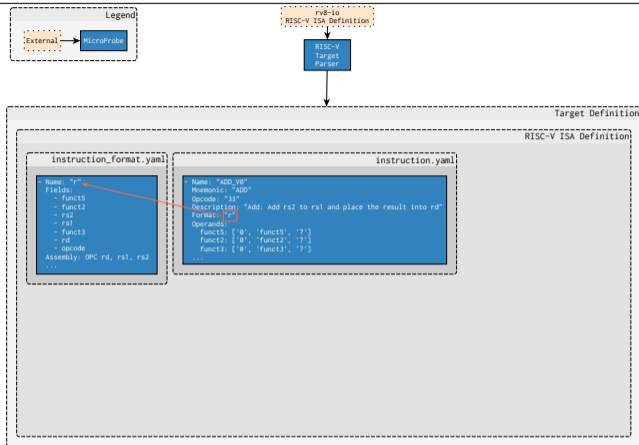 Legend
External
MicroProbe
rv8-io
RISC-V ISA Definition
RISC-V
Target
Parser
Target Definition
RISC-V ISA Definition
instruction_format.yaml
- Name: "r"
Fields:
- funct5
- funct2
- rs2
- rs1
- funct3
- rd
- opcode
Assembly: OPC rd, rs1, rs2
...
instruction.yaml
- Name: "ADD_V0"
Mnemonic: "ADD"
Opcode: "33"
Description: "Add: Add rs2 to rs1 and place the result into rd"
Format: "r"
Operands:
funct5: ['0', 'funct5', '?']
funct2: ['0', 'funct2', '?']
funct3: ['0', 'funct3', '?']
...